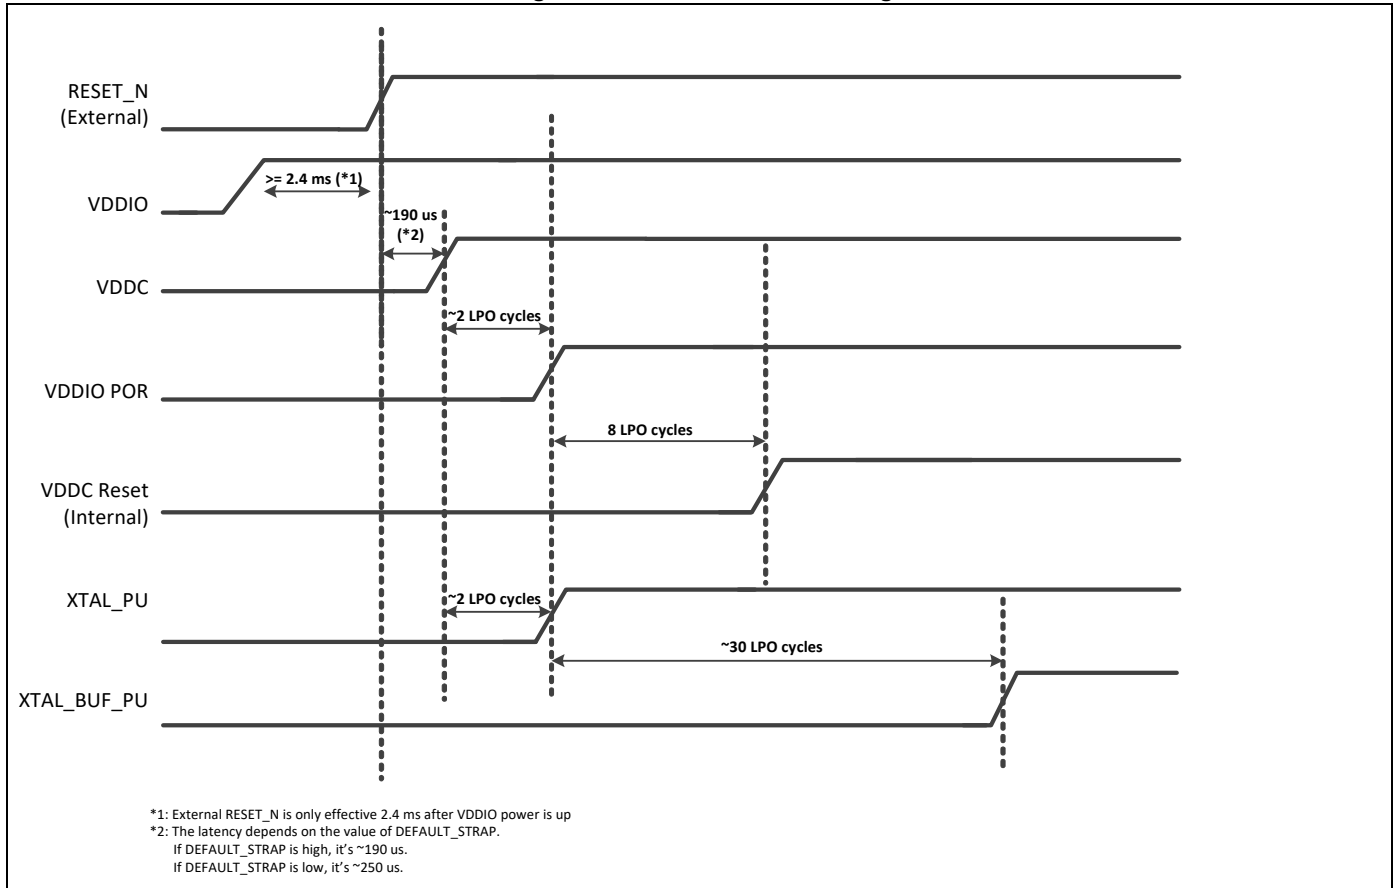 RESET_N
(External)
>= 2.4 ms (*1)
VDDIO
~190 us
(*2)
VDDC
~2 LPO cycles
VDDIO POR
8 LPO cycles
VDDC Reset
(Internal)
XTAL_PU
~2 LPO cycles
~30 LPO cycles
XTAL_BUF_PU
*1: External RESET_N is only effective 2.4 ms after VDDIO power is up
*2: The latency depends on the value of DEFAULT_STRAP.
If DEFAULT_STRAP is high, it’s ~190 us.
If DEFAULT_STRAP is low, it’s ~250 us.